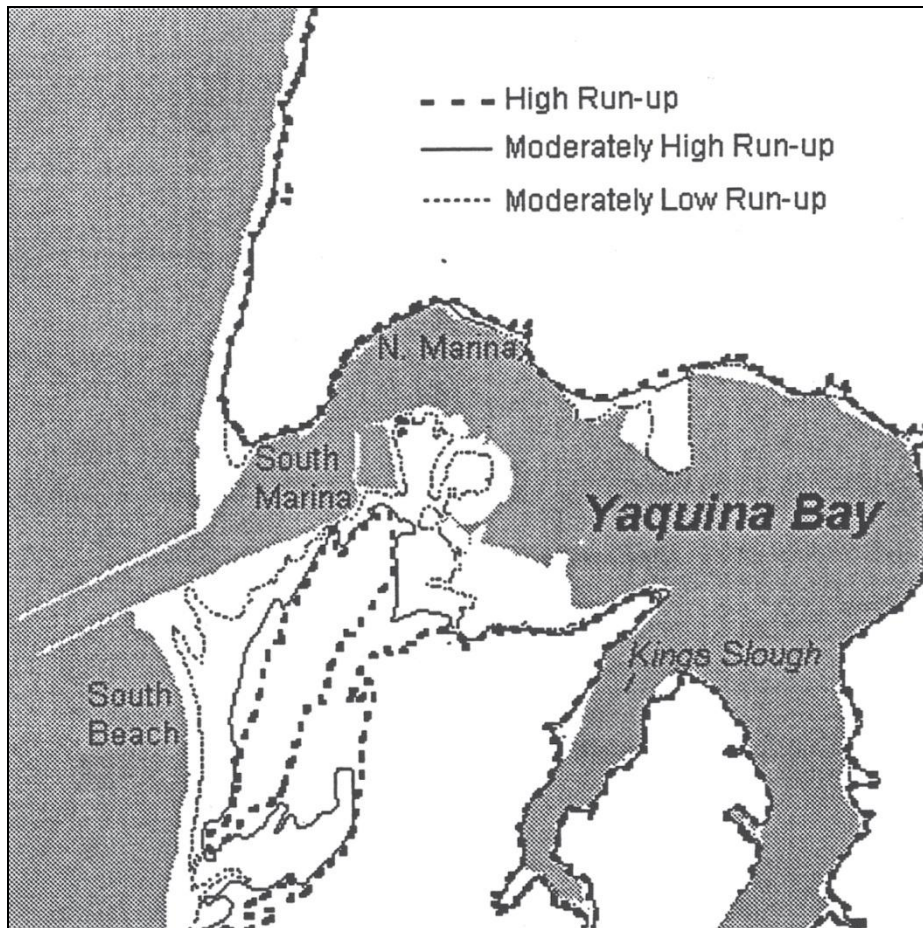 High Run-up
Moderately High Run-up
Moderately Low Run-up
N. Marina
South
Marina
Yaquina Bay
Kings Slough
South
Beach